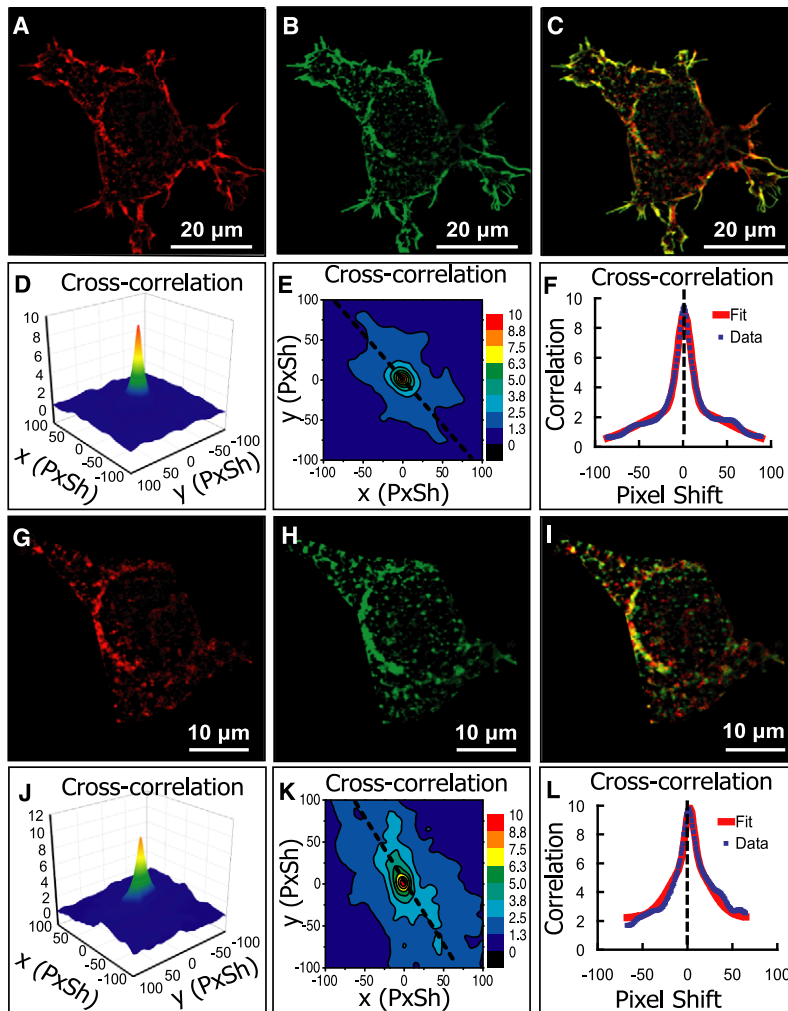 A
20 µm
B
20 µm
C
20 µm
D
Cross-correlation
10
8
6
4
2
0
100
50
0
-50
-100
x (PxSh)
100
50
0
-50
-100
y (PxSh)
E
Cross-correlation
100
50
0
-50
-100
y (PxSh)
-100 -50 0 50 100
x (PxSh)
10
8.8
7.5
6.3
5.0
3.8
2.5
1.3
0
F
Cross-correlation
Fit
Data
10
8
6
4
2
0
Correlation
-100 -50 0 50 100
Pixel Shift
G
10 µm
H
10 µm
I
10 µm
J
Cross-correlation
12
10
8
6
4
2
0
100
50
0
-50
-100
x (PxSh)
100
50
0
-50
-100
y (PxSh)
K
Cross-correlation
100
50
0
-50
-100
y (PxSh)
-100 -50 0 50 100
x (PxSh)
10
8.8
7.5
6.3
5.0
3.8
2.5
1.3
0
L
Cross-correlation
Fit
Data
10
8
6
4
2
0
Correlation
-100 -50 0 50 100
Pixel Shift